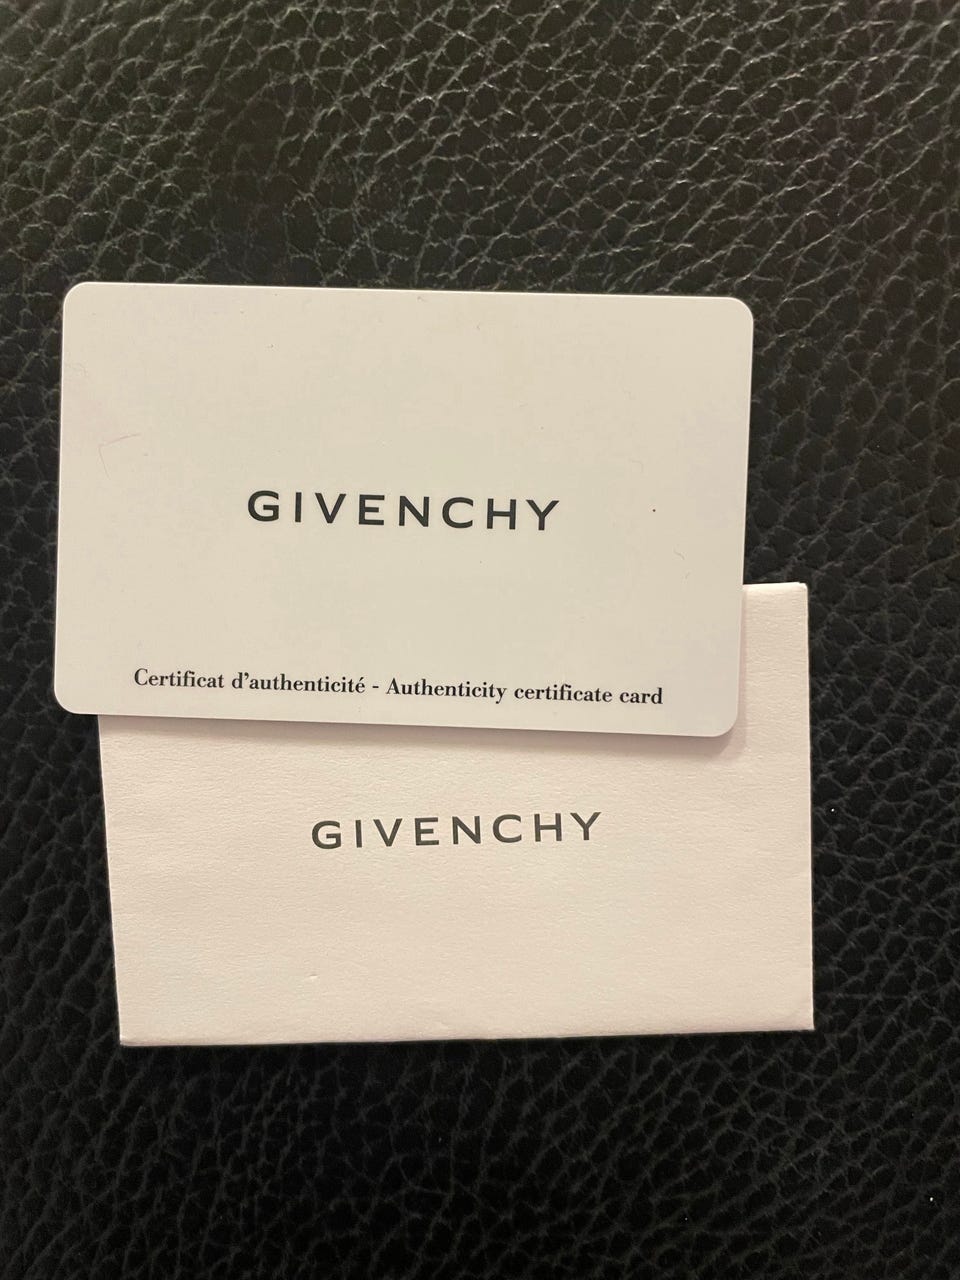 GIVENCHY
Certificat d'authenticité - Authenticity certificate card
GIVENCHY